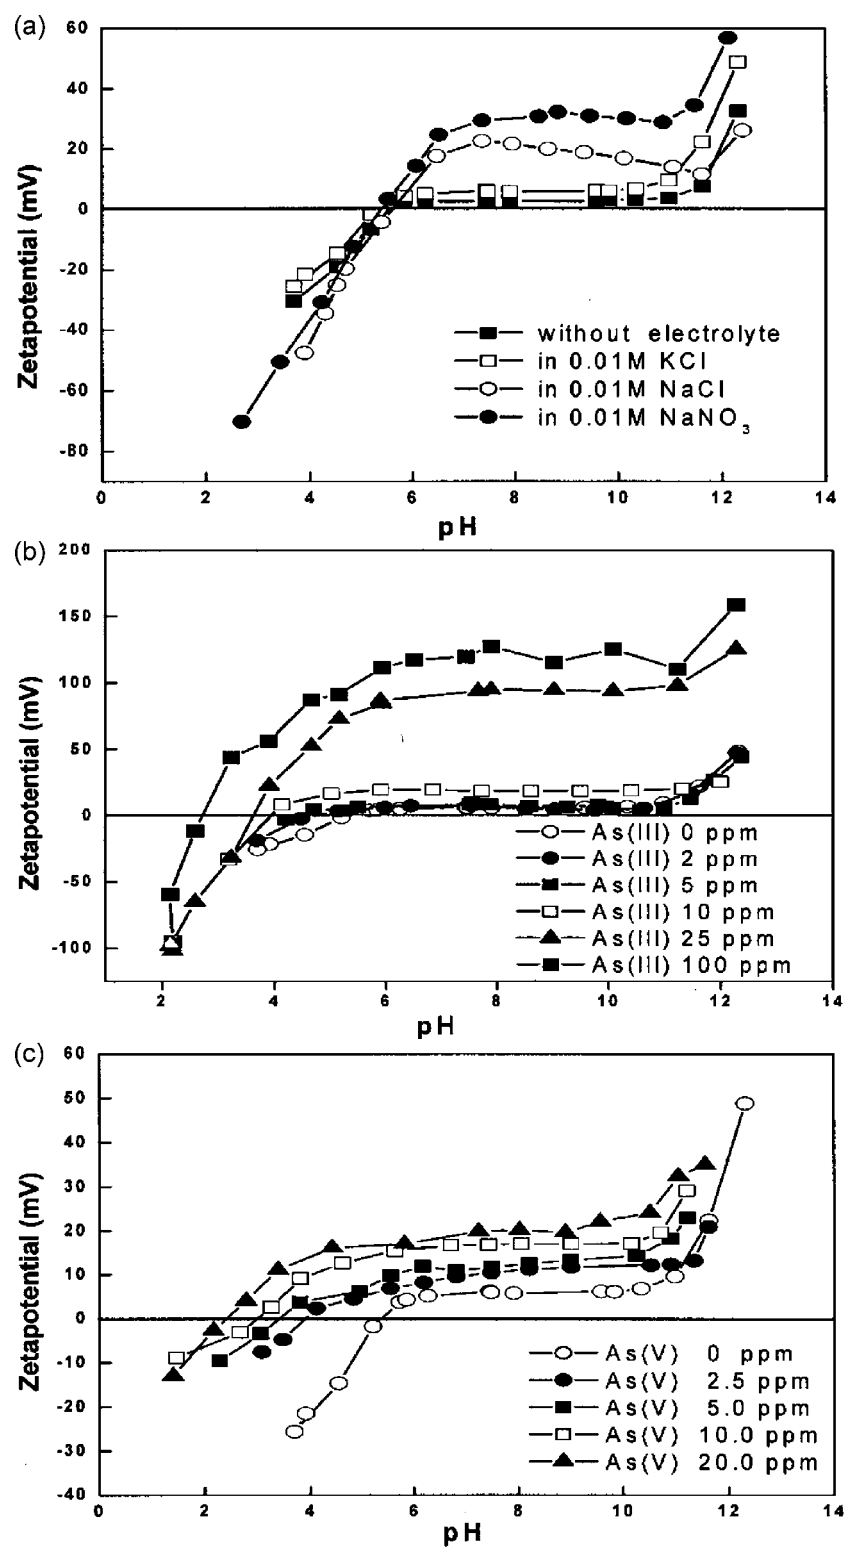 (a)
60
40
20
0
-20
-40
-60
-80
Zetapotential (mV)
without electrolyte
in 0.01M KCl
in 0.01M NaCl
in 0.01M NaNO3
0 2 4 6 8 10 12 14
pH
(b)
200
150
100
50
0
-50
-100
Zetapotential (mV)
As(III) 0 ppm
As(III) 2 ppm
As(III) 5 ppm
As(III) 10 ppm
As(III) 25 ppm
As(III) 100 ppm
2 4 6 8 10 12 14
pH
(c)
60
50
40
30
20
10
0
-10
-20
-30
-40
Zetapotential (mV)
As(V) 0 ppm
As(V) 2.5 ppm
As(V) 5.0 ppm
As(V) 10.0 ppm
As(V) 20.0 ppm
0 2 4 6 8 10 12 14
pH